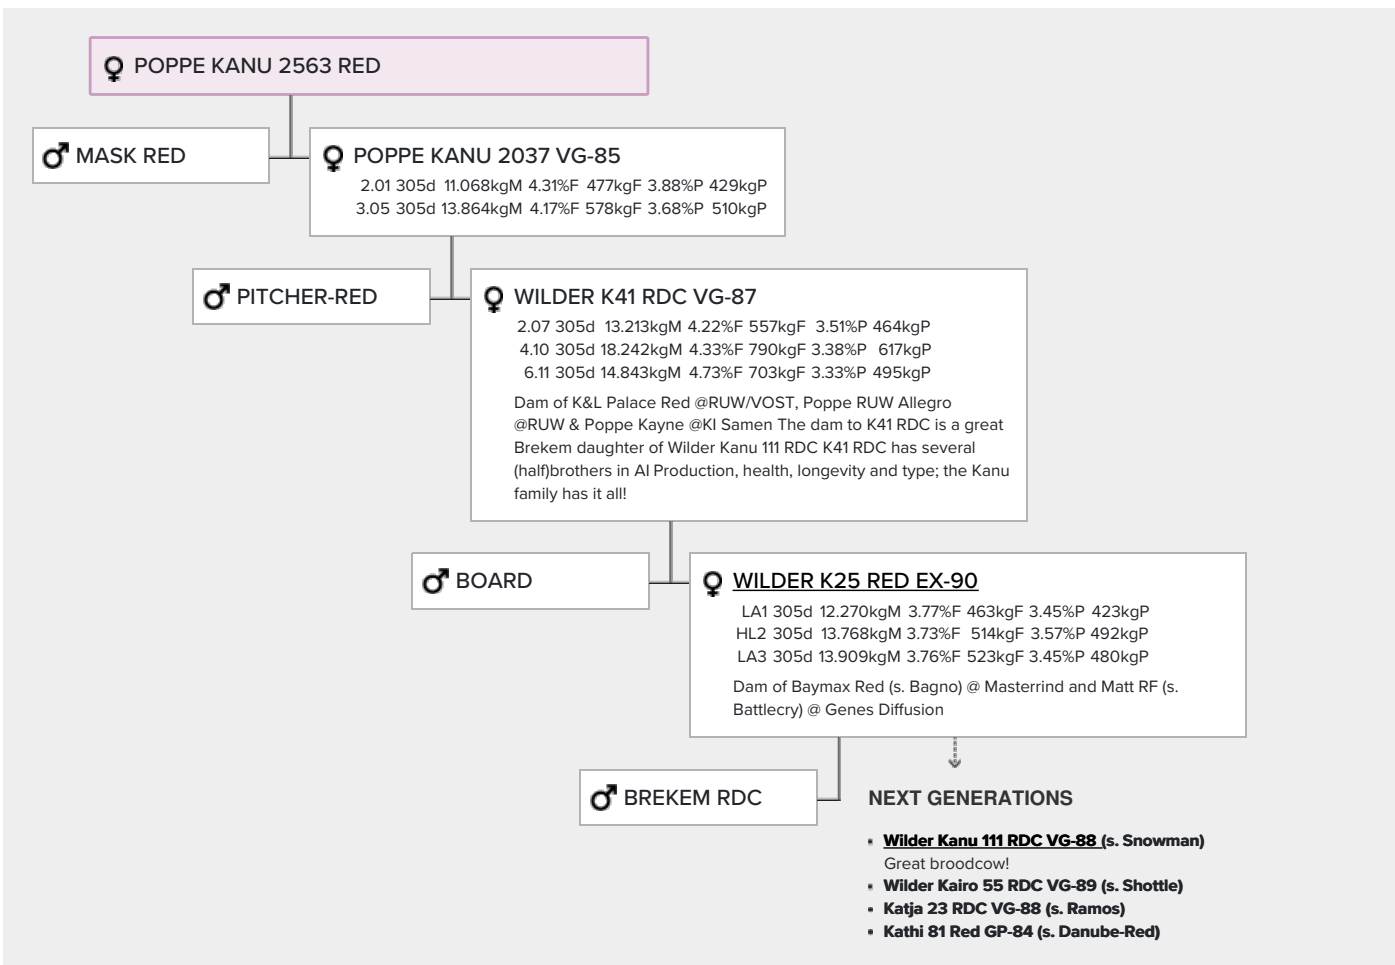 POPPE KANU 2563 RED
MASK RED
POPPE KANU 2037 VG-85
2.01 305d 11.068kgM 4.31%F 477kgF 3.88%P 429kgP
3.05 305d 13.864kgM 4.17%F 578kgF 3.68%P 510kgP
PITCHER-RED
WILDER K41 RDC VG-87
2.07 305d 13.213kgM 4.22%F 557kgF 3.51%P 464kgP
4.10 305d 18.242kgM 4.33%F 790kgF 3.38%P 617kgP
6.11 305d 14.843kgM 4.73%F 703kgF 3.33%P 495kgP
Dam of K&L Palace Red @RUW/VOST, Poppe RUW Allegro
@RUW & Poppe Kayne @KI Samen The dam to K41 RDC is a great
Brekem daughter of Wilder Kanu 111 RDC K41 RDC has several
(half)brothers in AI Production, health, longevity and type; the Kanu
family has it all!
BOARD
WILDER K25 RED EX-90
LA1 305d 12.270kgM 3.77%F 463kgF 3.45%P 423kgP
HL2 305d 13.768kgM 3.73%F 514kgF 3.57%P 492kgP
LA3 305d 13.909kgM 3.76%F 523kgF 3.45%P 480kgP
Dam of Baymax Red (s. Bagno) @ Masterrind and Matt RF (s.
Battlecry) @ Genes Diffusion
BREKEM RDC
NEXT GENERATIONS
• Wilder Kanu 111 RDC VG-88 (s. Snowman)
Great broodcow!
• Wilder Kairo 55 RDC VG-89 (s. Shottle)
• Katja 23 RDC VG-88 (s. Ramos)
• Kathi 81 Red GP-84 (s. Danube-Red)